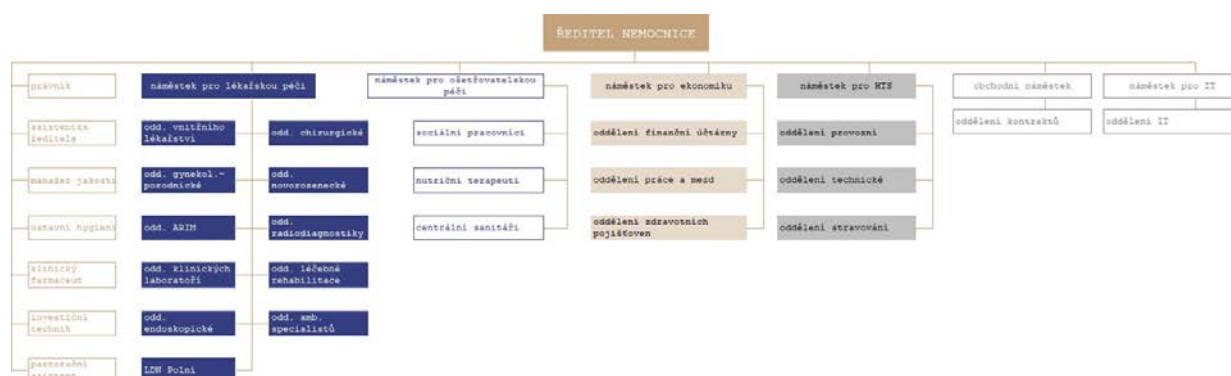 ŘEDITEL NEMOCNICE
právník
náměstek pro lékařskou péči
náměstek pro ošetřovatelskou
péči
náměstek pro ekonomiku
náměstek pro HTS
obchodní náměstek
náměstek pro IT
asistentka
ředitele
odd. vnitřního
lékařství
odd. chirurgické
sociální pracovníci
oddělení finanční účtárny
oddělení provozní
oddělení kontraktů
oddělení IT
manažer jakosti
odd. gynekol.-
porodnické
odd.
novorozenecké
nutriční terapeuti
oddělení práce a mezd
oddělení technické
ústavní hygiena
odd. ARIM
odd.
radiodiagnostiky
centrální sanitáři
oddělení zdravotních
pojišťoven
oddělení stravování
klinický
farmaceut
odd. klinických
laboratoří
odd. léčebné
rehabilitace
investiční
technik
odd.
endoskopické
odd. amb.
specialistů
pastorační
LDN Polní